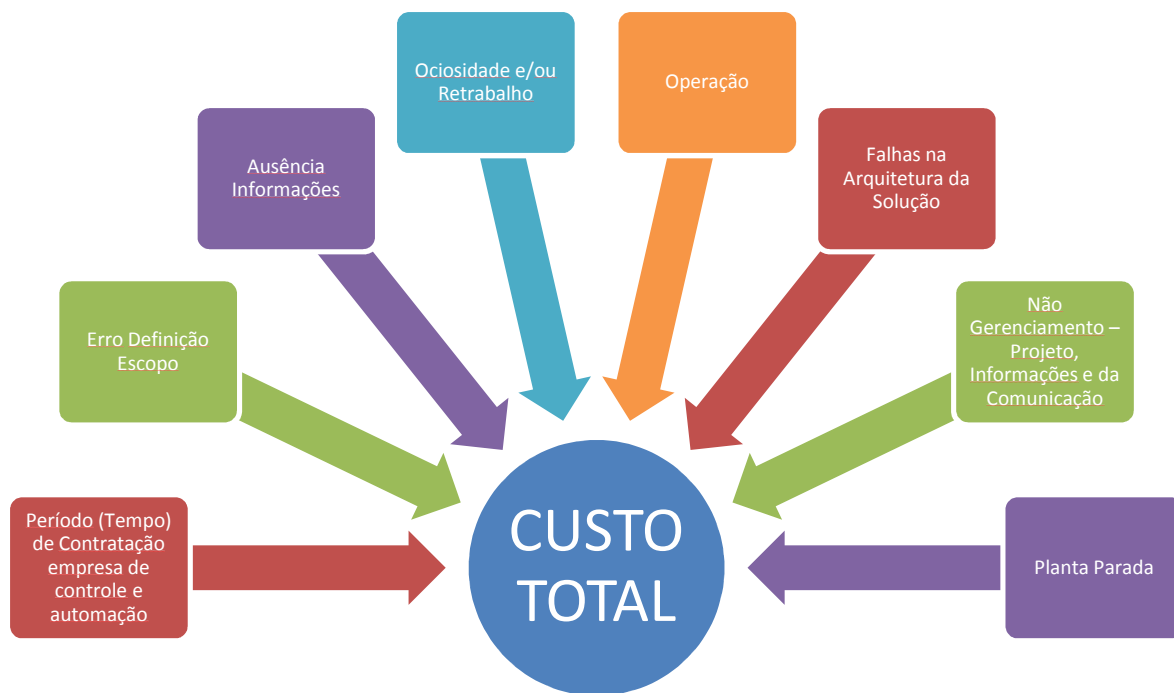 Ociosidade e/ou
Retrabalho
Operação
Ausência
Informações
Falhas na
Arquitetura da
Solução
Erro Definição
Escopo
Não
Gerenciamento –
Projeto,
Informações e da
Comunicação
Período (Tempo)
de Contratação
empresa de
controle e
automação
CUSTO
TOTAL
Planta Parada